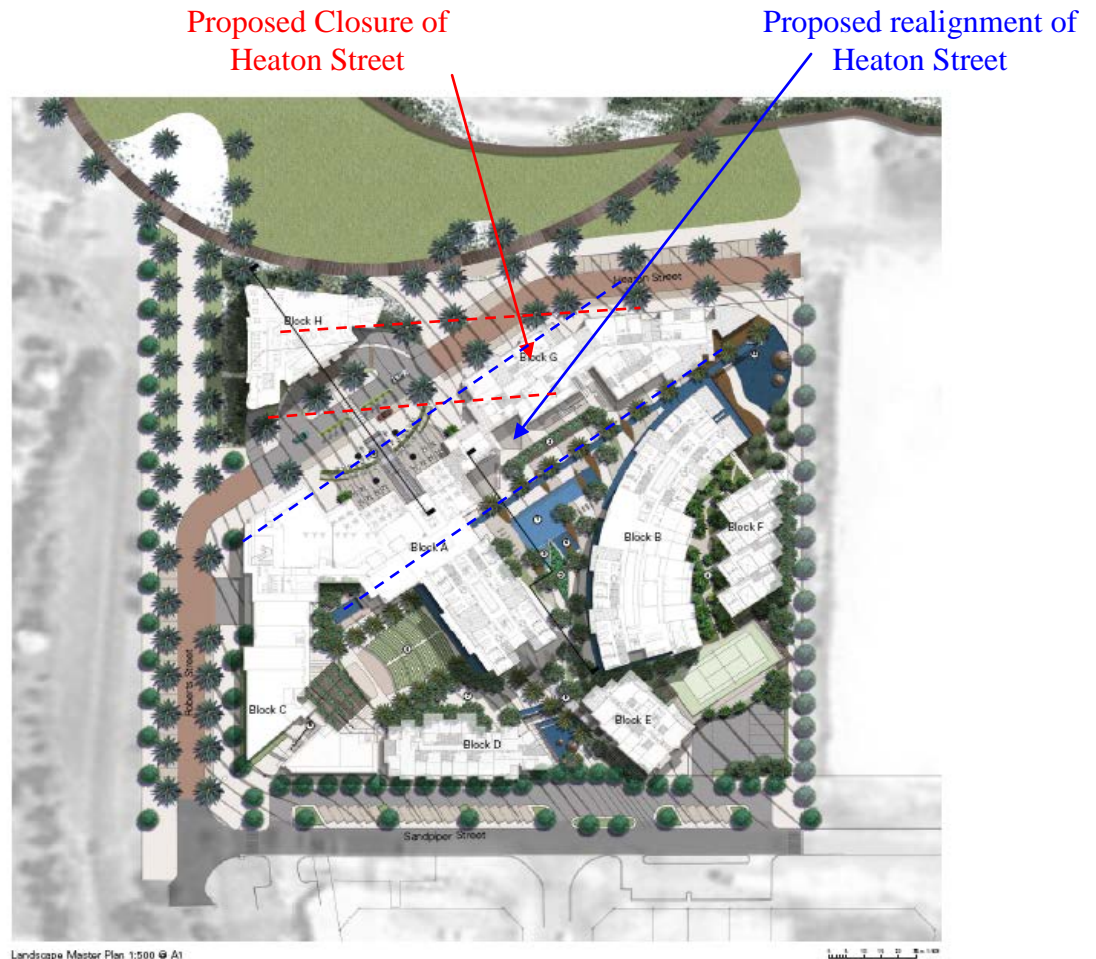 Proposed Closure of
Heaton Street
Proposed realignment of
Heaton Street
Heaton Street
Block H
Block G
Block A
Block B
Block F
Roberts Street
Block C
Block D
Block E
Sandpiper Street
Landscape Master Plan 1:500 @ A1